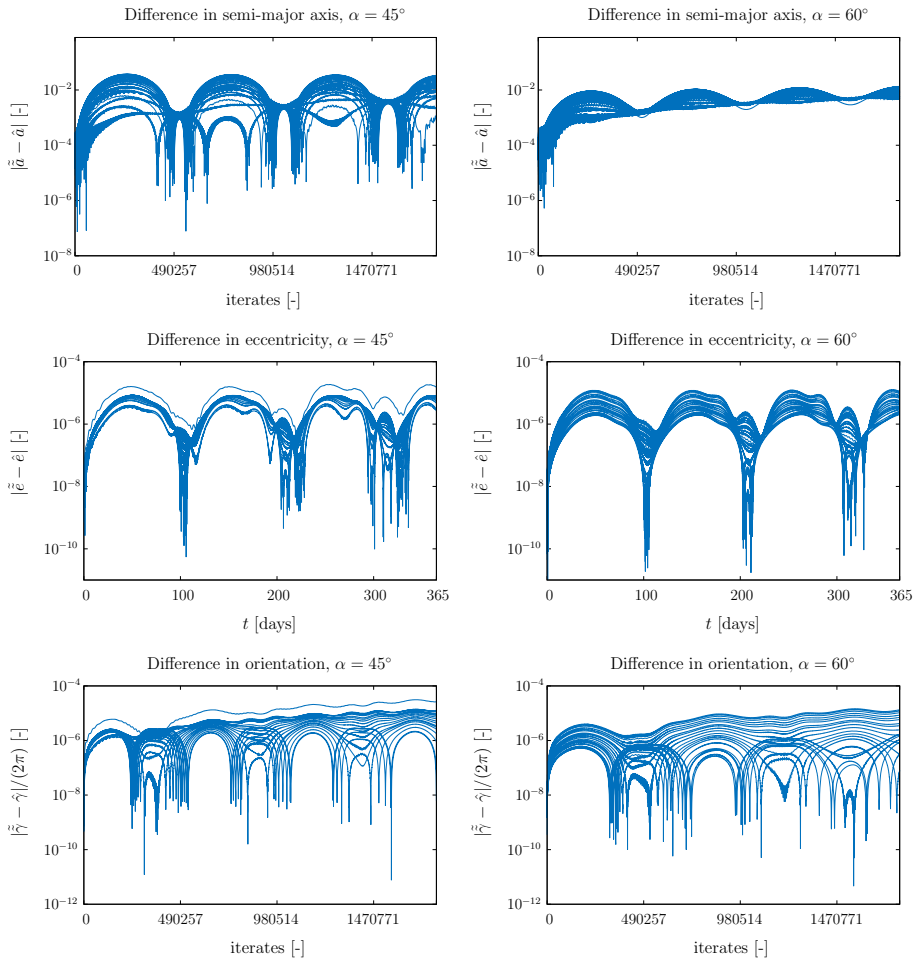 Difference in semi-major axis, α = 45°
10⁻²
10⁻⁴
10⁻⁶
10⁻⁸
|ã̃ − â| [-]
0 490257 980514 1470771
iterates [-]
Difference in semi-major axis, α = 60°
10⁻²
10⁻⁴
10⁻⁶
10⁻⁸
|ã̃ − â| [-]
0 490257 980514 1470771
iterates [-]
Difference in eccentricity, α = 45°
10⁻⁴
10⁻⁶
10⁻⁸
10⁻¹⁰
|ẽ̃ − ê| [-]
0 100 200 300 365
t [days]
Difference in eccentricity, α = 60°
10⁻⁴
10⁻⁶
10⁻⁸
10⁻¹⁰
|ẽ̃ − ê| [-]
0 100 200 300 365
t [days]
Difference in orientation, α = 45°
10⁻⁴
10⁻⁶
10⁻⁸
10⁻¹⁰
10⁻¹²
|γ̃̃ − γ̂|/(2π) [-]
0 490257 980514 1470771
iterates [-]
Difference in orientation, α = 60°
10⁻⁴
10⁻⁶
10⁻⁸
10⁻¹⁰
10⁻¹²
|γ̃̃ − γ̂|/(2π) [-]
0 490257 980514 1470771
iterates [-]